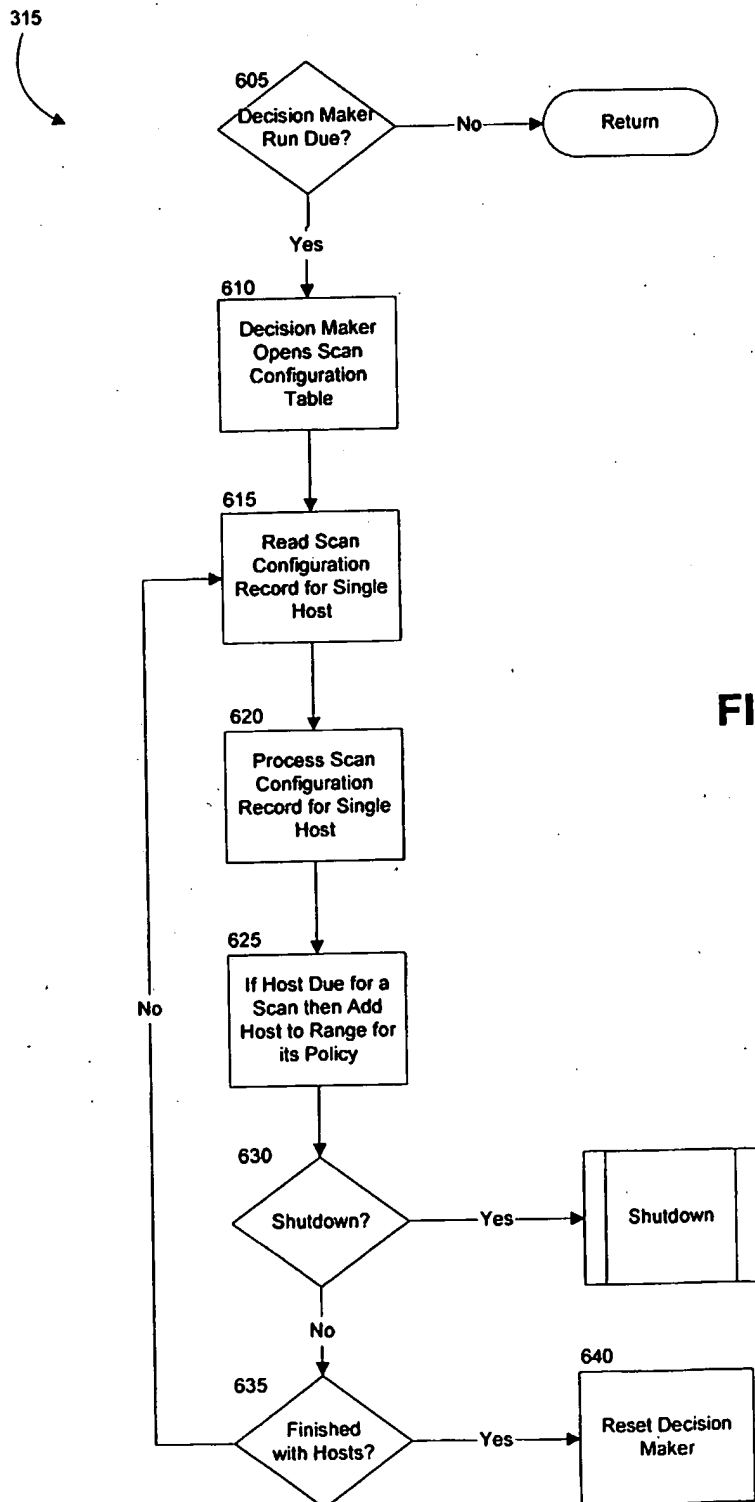 315
605
Decision Maker
Run Due?
No
Return
Yes
610
Decision Maker
Opens Scan
Configuration
Table
615
Read Scan
Configuration
Record for Single
Host
620
Process Scan
Configuration
Record for Single
Host
FI
625
If Host Due for a
Scan then Add
Host to Range for
its Policy
No
630
Shutdown?
Yes
Shutdown
No
635
Finished
with Hosts?
Yes
640
Reset Decision
Maker